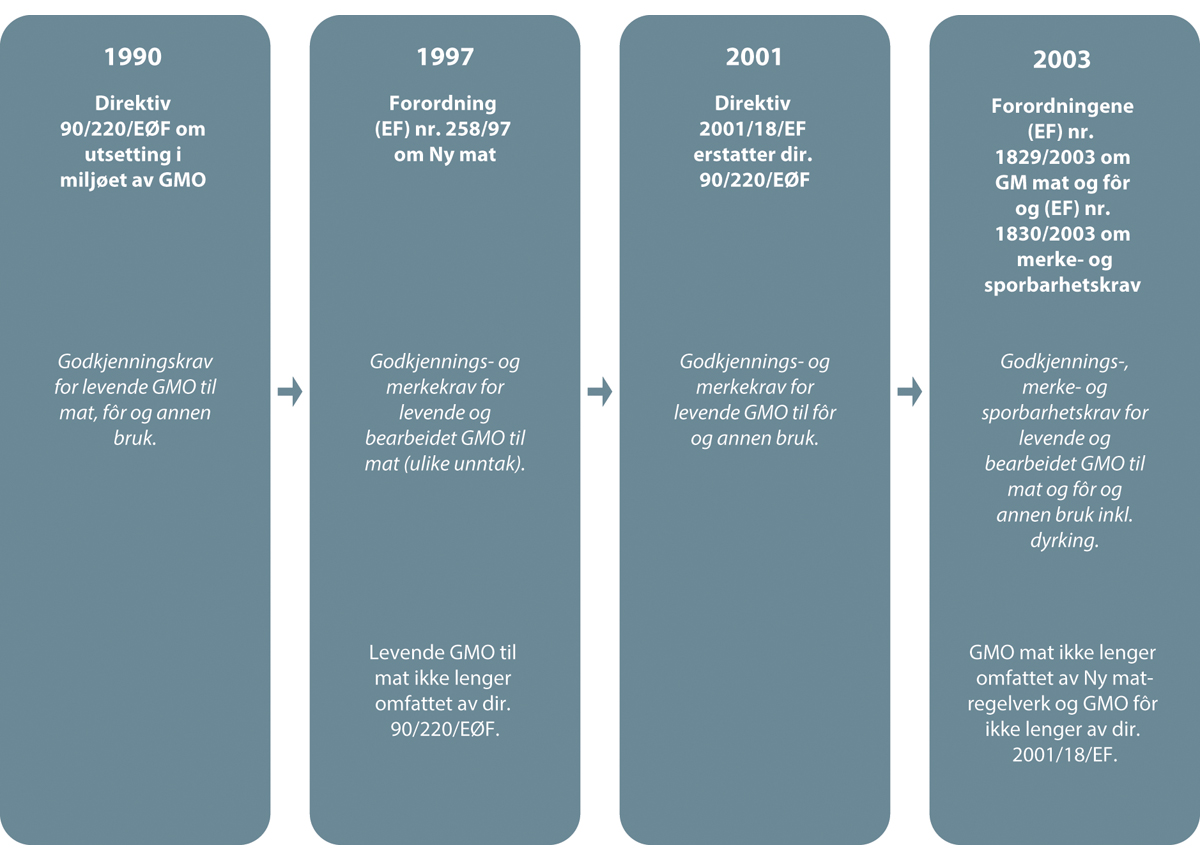 1990
Direktiv
90/220/EØF om
utsetting i
miljøet av GMO
Godkjenningskrav
for levende GMO til
mat, fôr og annen
bruk.
1997
Forordning
(EF) nr. 258/97
om Ny mat
Godkjennings- og
merkekrav for
levende og
bearbeidet GMO til
mat (ulike unntak).
Levende GMO til
mat ikke lenger
omfattet av dir.
90/220/EØF.
2001
Direktiv
2001/18/EF
erstatter dir.
90/220/EØF
Godkjennings- og
merkekrav for
levende GMO til fôr
og annen bruk.
2003
Forordningene
(EF) nr.
1829/2003 om
GM mat og fôr
og (EF) nr.
1830/2003 om
merke- og
sporbarhetskrav
Godkjennings-,
merke- og
sporbarhetskrav for
levende og
bearbeidet GMO til
mat og fôr og
annen bruk inkl.
dyrking.
GMO mat ikke lenger
omfattet av Ny mat-
regelverk og GMO fôr
ikke lenger av dir.
2001/18/EF.